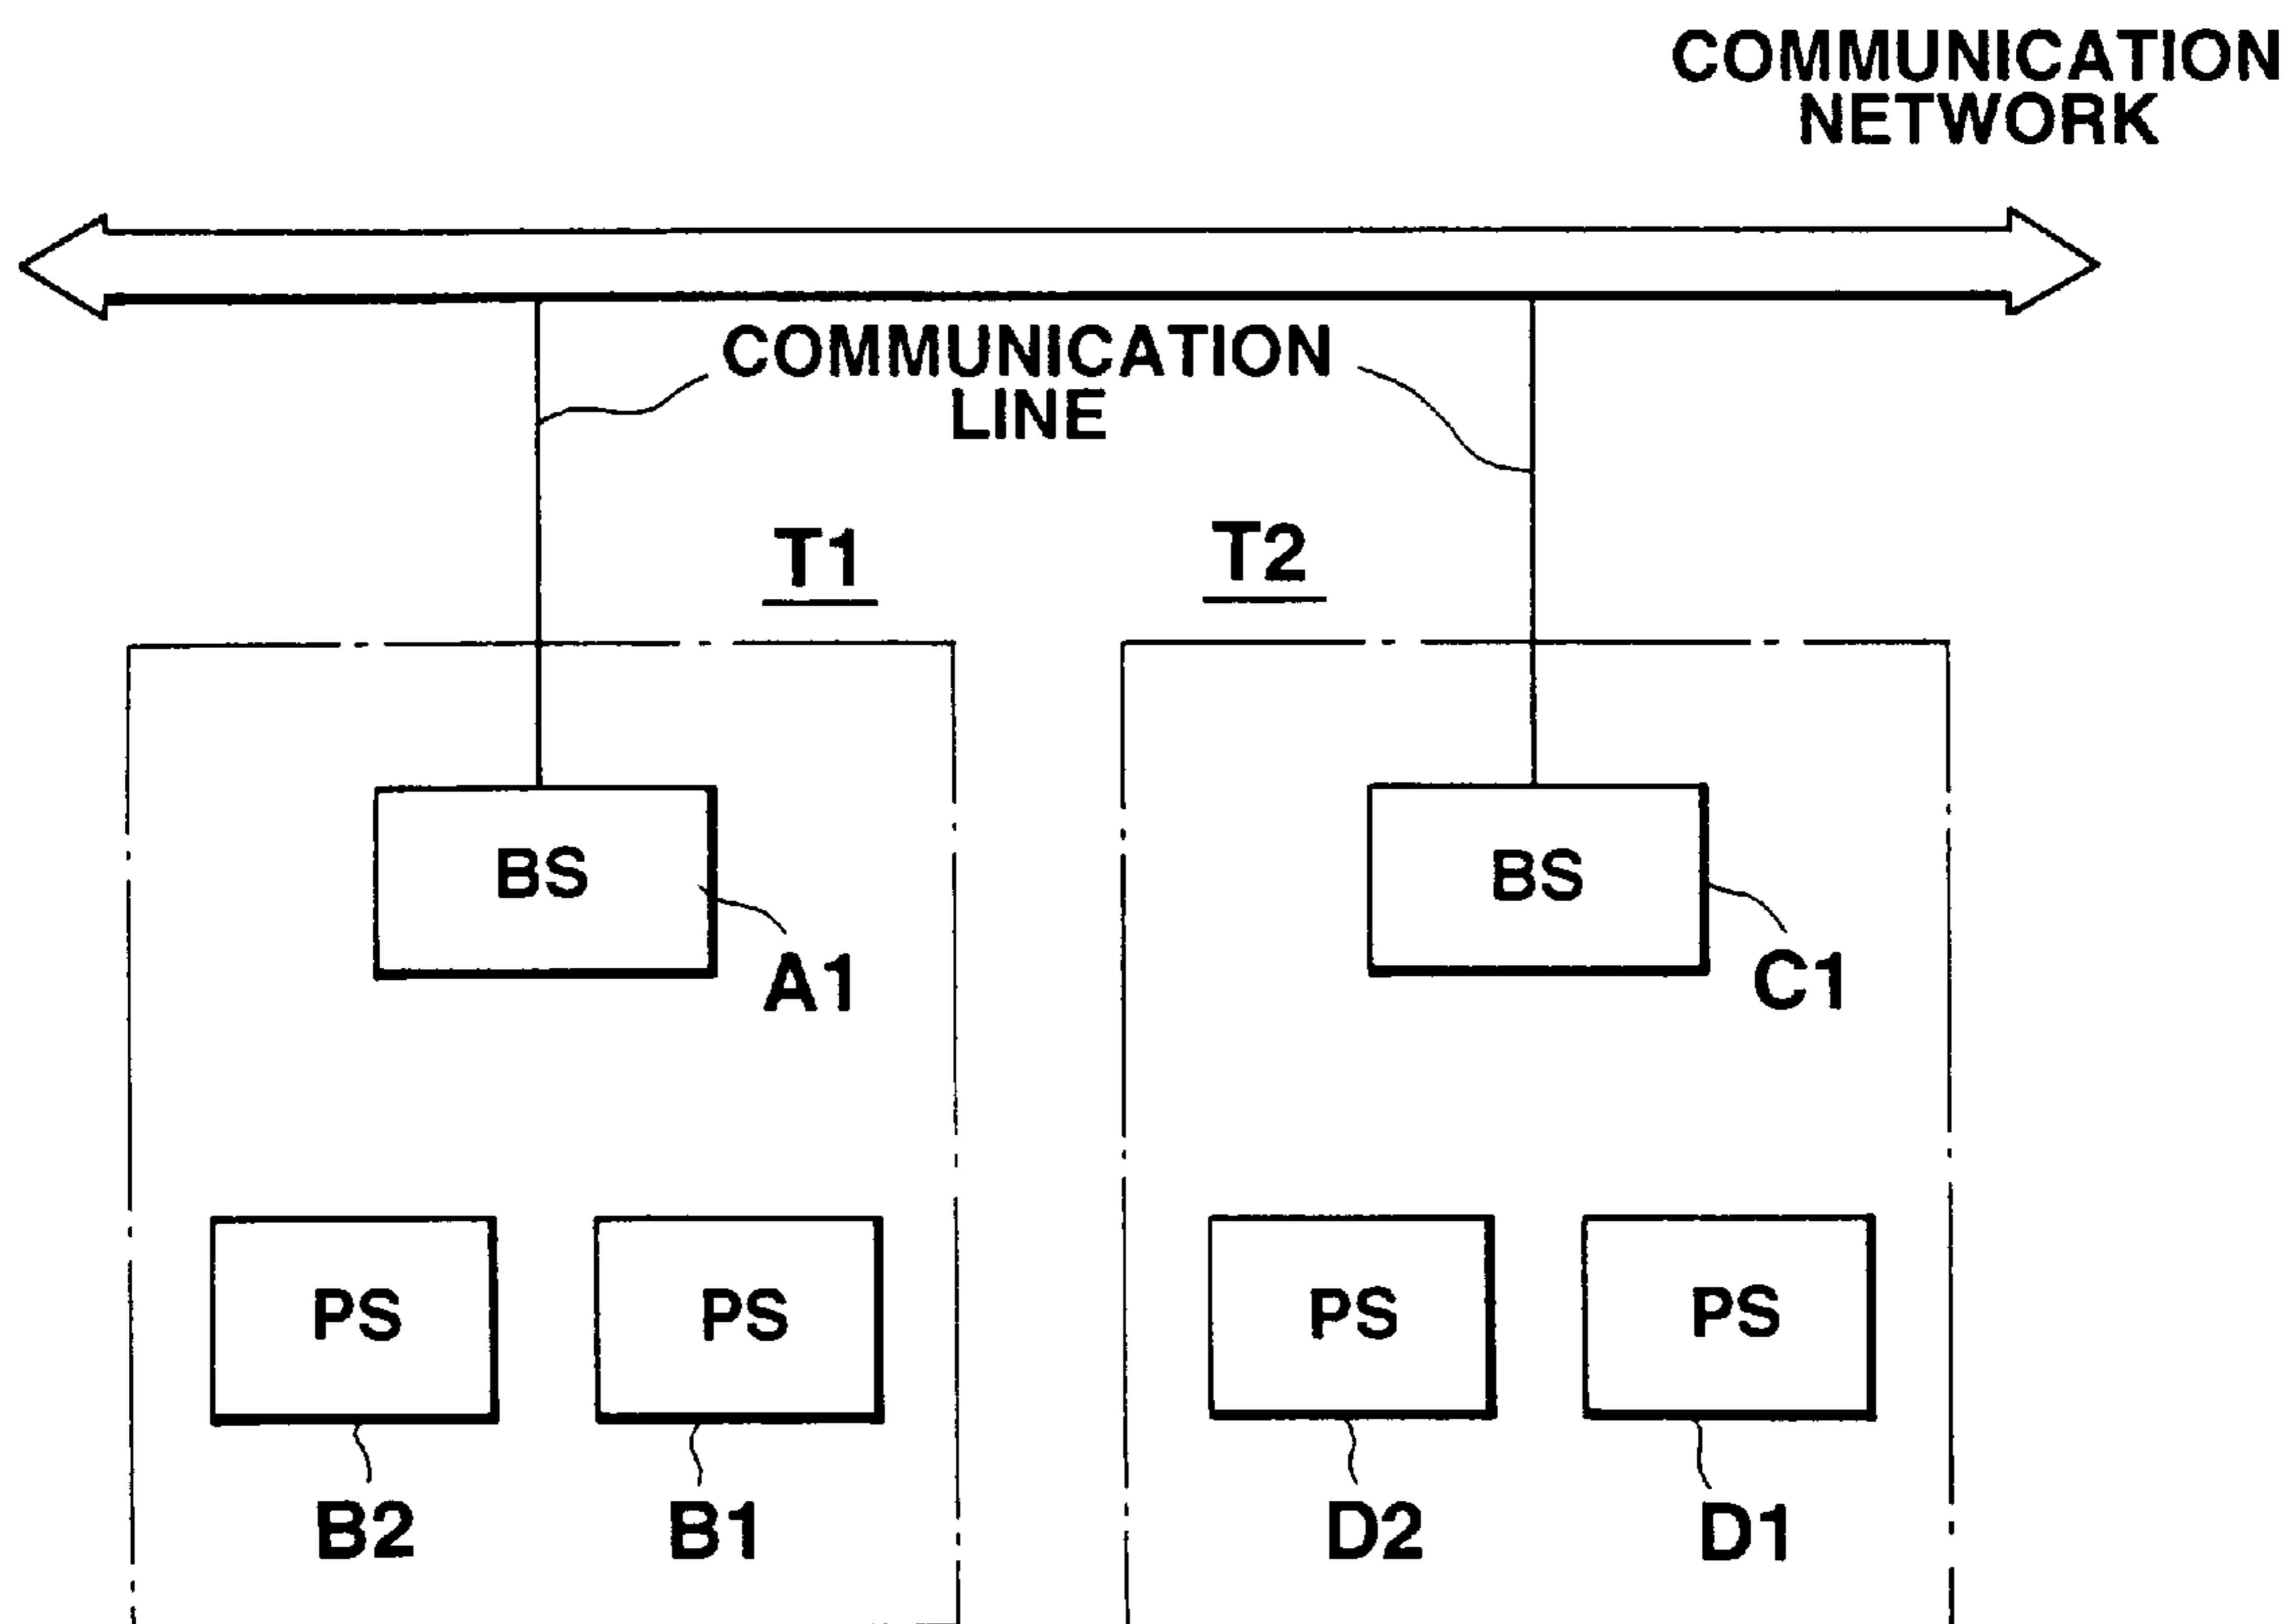 COMMUNICATION
NETWORK
COMMUNICATION
LINE
T1
T2
BS
BS
A1
C1
PS
PS
PS
PS
B2
B1
D2
D1